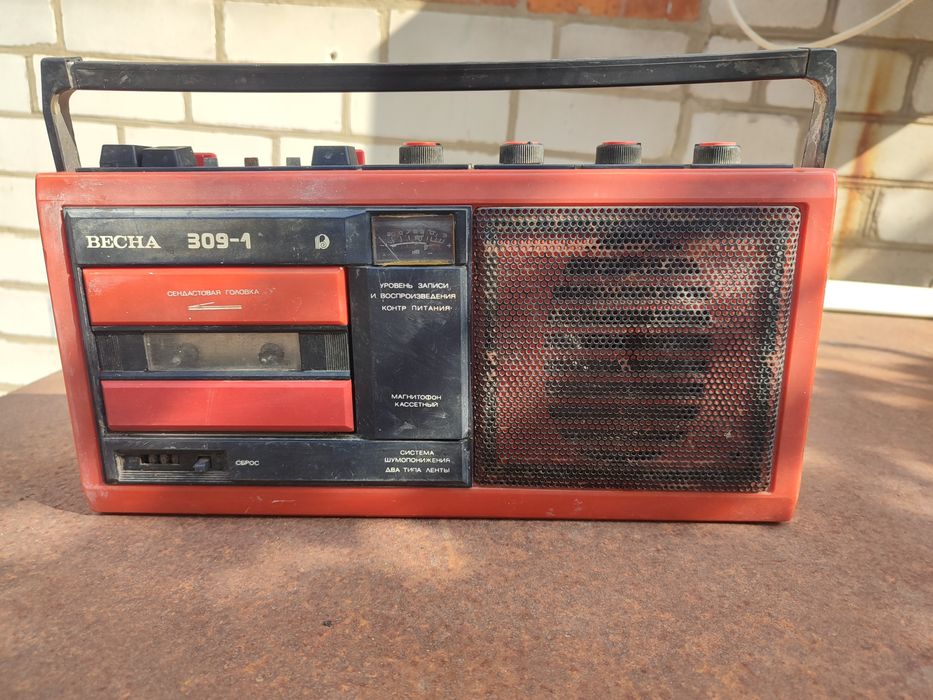 ВЕСНА 309-1
СЕНДАСТОВАЯ ГОЛОВКА
УРОВЕНЬ ЗАПИСИ
И ВОСПРОИЗВЕДЕНИЯ
КОНТР ПИТАНИЯ
МАГНИТОФОН
КАССЕТНЫЙ
СБРОС
СИСТЕМА
ШУМОПОНИЖЕНИЯ
ДВА ТИПА ЛЕНТЫ